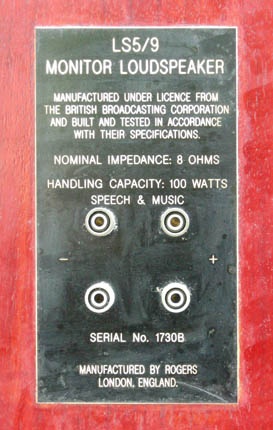 LS5/9
MONITOR LOUDSPEAKER
MANUFACTURED UNDER LICENCE FROM
THE BRITISH BROADCASTING CORPORATION
AND BUILT AND TESTED IN ACCORDANCE
WITH THEIR SPECIFICATIONS.
NOMINAL IMPEDANCE: 8 OHMS
HANDLING CAPACITY: 100 WATTS
SPEECH & MUSIC
- +
SERIAL No. 1730B
MANUFACTURED BY ROGERS
LONDON, ENGLAND.